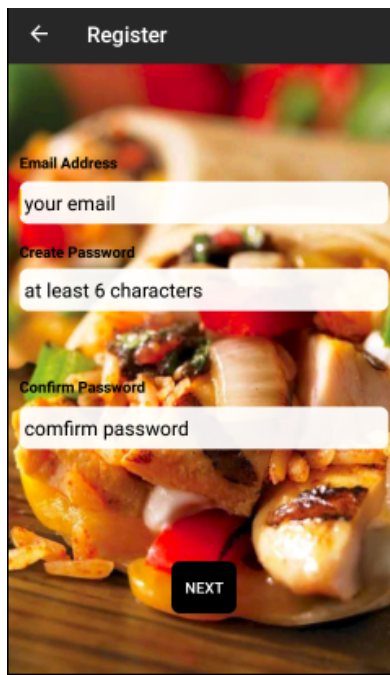 Register
Email Address
your email
Create Password
at least 6 characters
Confirm Password
comfirm password
NEXT